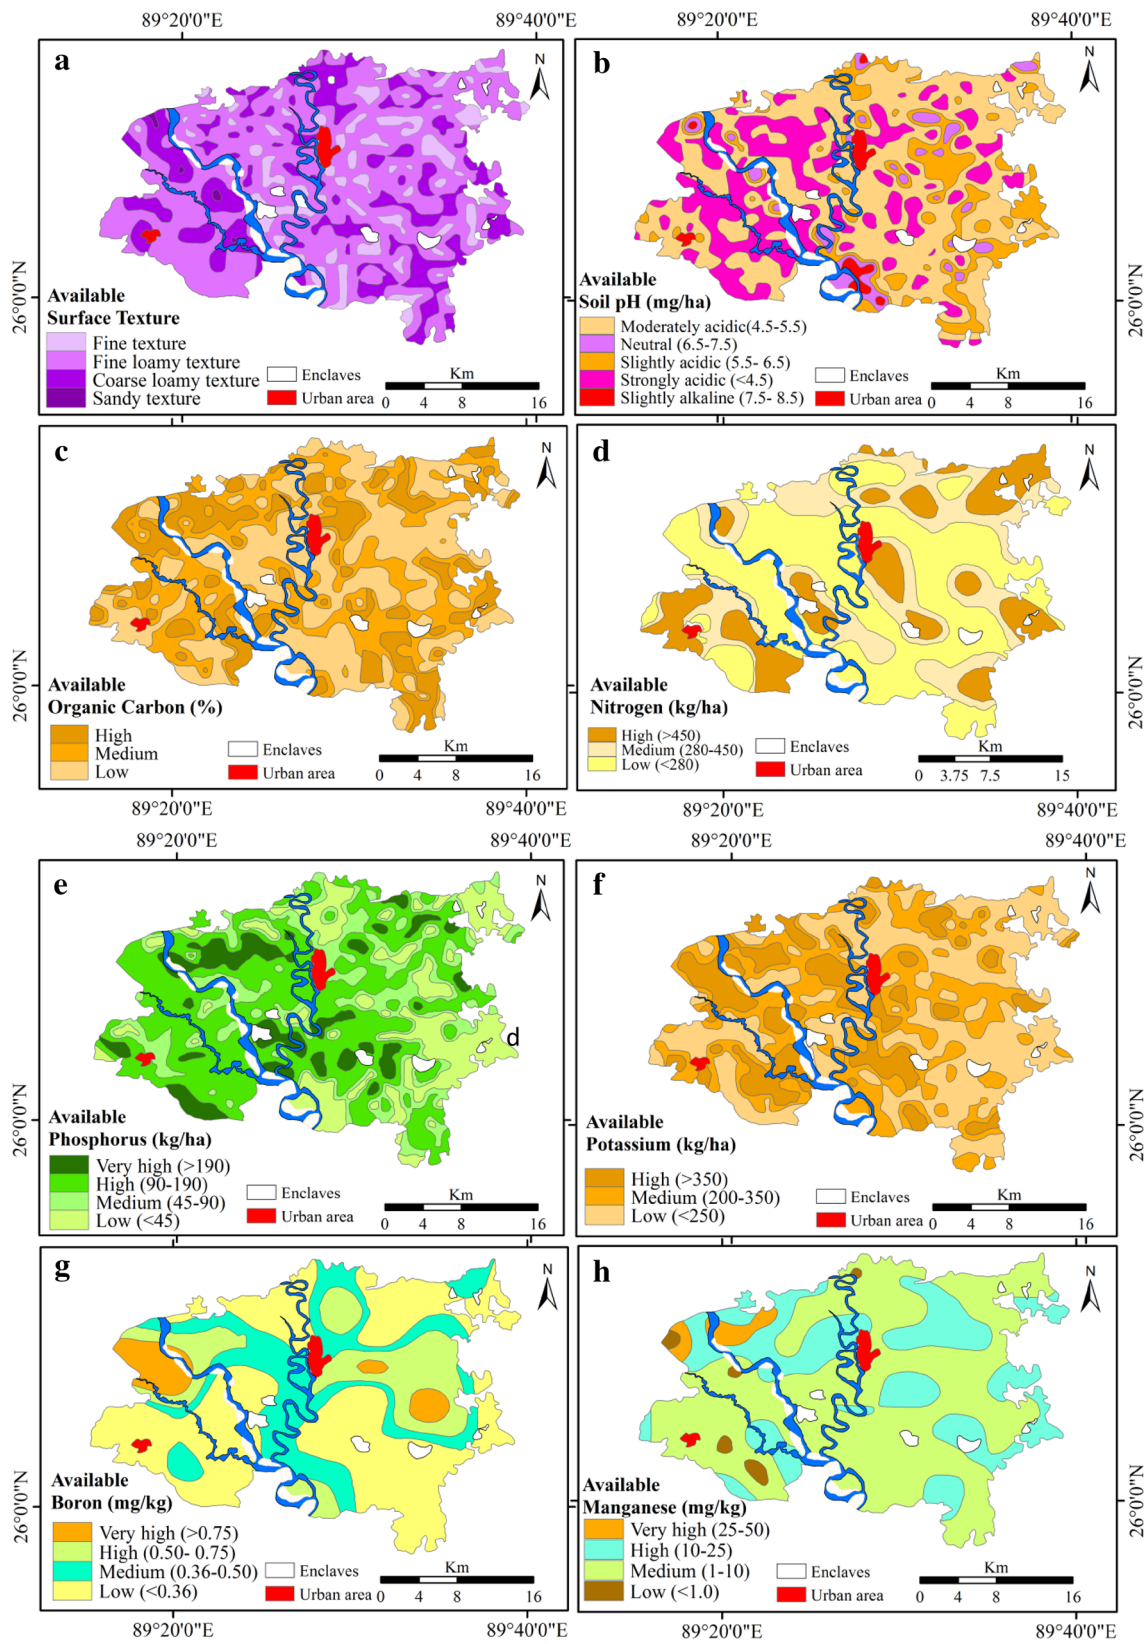 89°20'0"E 89°40'0"E 89°20'0"E 89°40'0"E
a
N
26°0'0"N
Available
Surface Texture
Fine texture
Fine loamy texture
Coarse loamy texture
Sandy texture
Enclaves
Urban area
Km
0 4 8 16
b
N
26°0'0"N
Available
Soil pH (mg/ha)
Moderately acidic(4.5-5.5)
Neutral (6.5-7.5)
Slightly acidic (5.5- 6.5)
Strongly acidic (<4.5)
Slightly alkaline (7.5- 8.5)
Enclaves
Urban area
Km
0 4 8 16
c
N
26°0'0"N
Available
Organic Carbon (%)
High
Medium
Low
Enclaves
Urban area
Km
0 4 8 16
d
N
26°0'0"N
Available
Nitrogen (kg/ha)
High (>450)
Medium (280-450)
Low (<280)
Enclaves
Urban area
Km
0 3.75 7.5 15
89°20'0"E 89°40'0"E 89°20'0"E 89°40'0"E
89°20'0"E 89°40'0"E 89°20'0"E 89°40'0"E
e
N
d
26°0'0"N
Available
Phosphorus (kg/ha)
Very high (>190)
High (90-190)
Medium (45-90)
Low (<45)
Enclaves
Urban area
Km
0 4 8 16
f
N
26°0'0"N
Available
Potassium (kg/ha)
High (>350)
Medium (200-350)
Low (<250)
Enclaves
Urban area
Km
0 4 8 16
g
N
26°0'0"N
Available
Boron (mg/kg)
Very high (>0.75)
High (0.50- 0.75)
Medium (0.36-0.50)
Low (<0.36)
Enclaves
Urban area
Km
0 4 8 16
h
N
26°0'0"N
Available
Manganese (mg/kg)
Very high (25-50)
High (10-25)
Medium (1-10)
Low (<1.0)
Enclaves
Urban area
Km
0 4 8 16
89°20'0"E 89°40'0"E 89°20'0"E 89°40'0"E